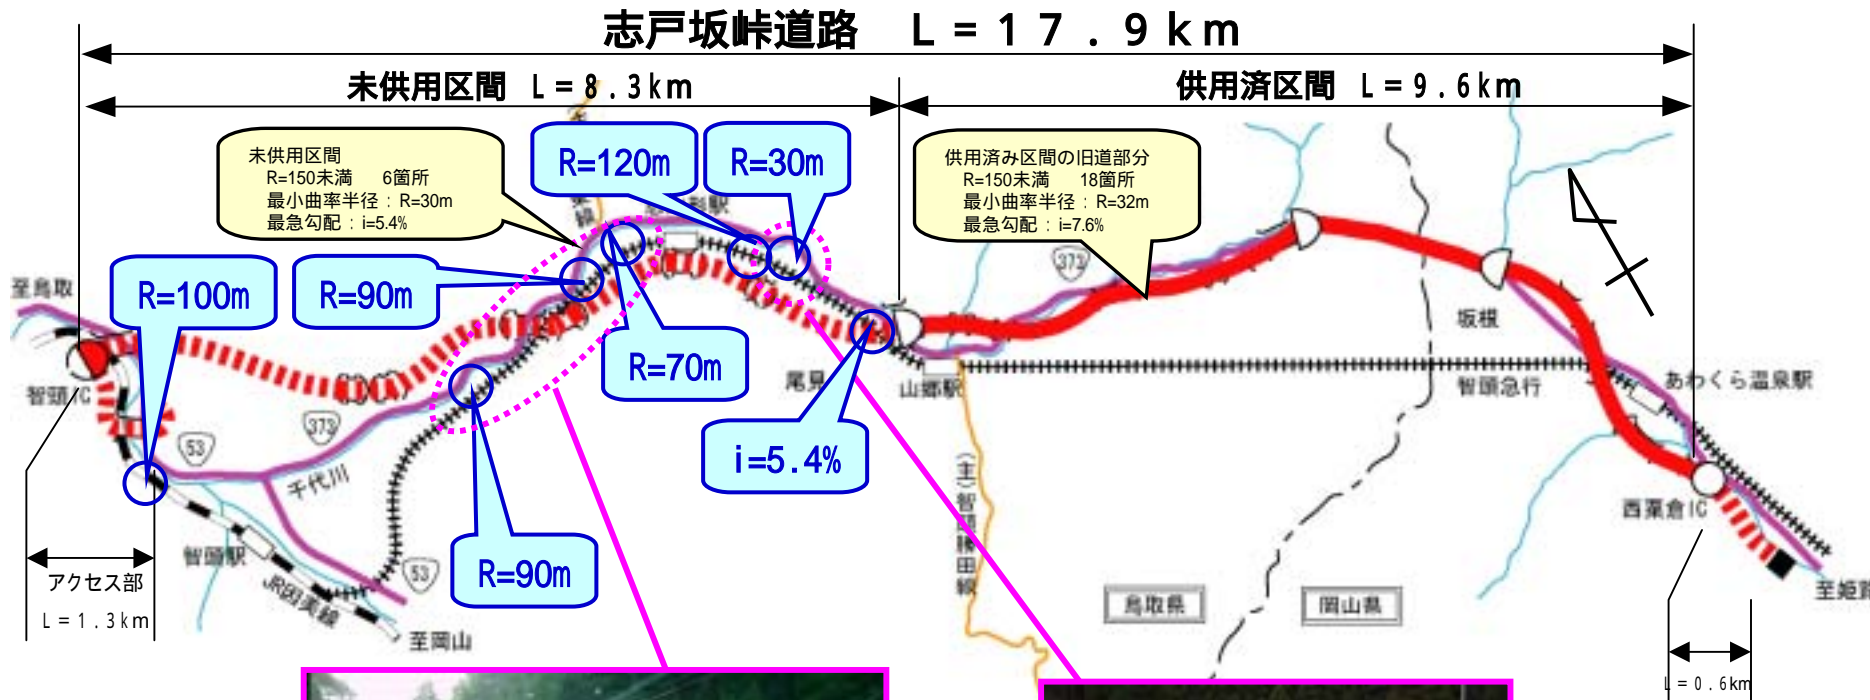 志戸坂峠道路　L=17.9km
未供用区間　L=8.3km
供用済区間　L=9.6km
未供用区間
R=150未満　6箇所
最小曲率半径：R=30m
最急勾配：i=5.4%
R=120m
R=30m
供用済み区間の旧道部分
R=150未満　18箇所
最小曲率半径：R=32m
最急勾配：i=7.6%
至鳥取
R=100m
R=90m
R=70m
373
坂根
智頭IC
尾見
山郷駅
智頭急行
あわくら温泉駅
373
53
千代川
i=5.4%
(主)智頭勝田線
西粟倉IC
智頭駅
R=90m
53
アクセス部
L=1.3km
JR因美線
至岡山
鳥取県
岡山県
至姫路
L=0.6km